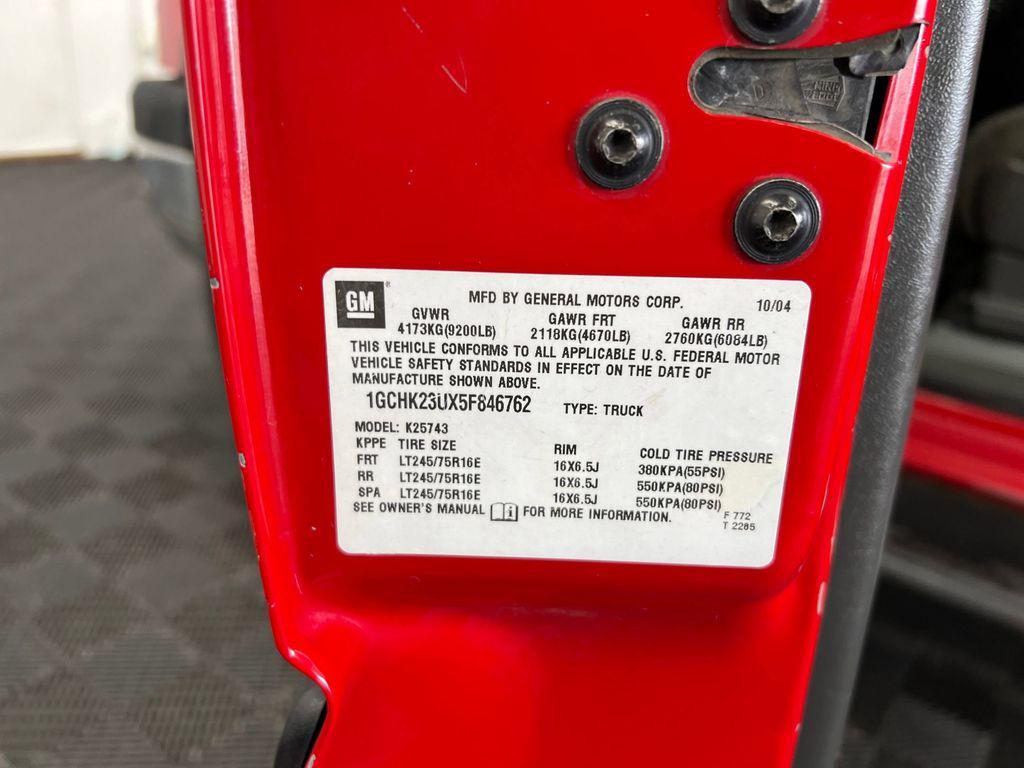 GM
MFD BY GENERAL MOTORS CORP. 10/04
GVWR GAWR FRT GAWR RR
4173KG(9200LB) 2118KG(4670LB) 2760KG(6084LB)
THIS VEHICLE CONFORMS TO ALL APPLICABLE U.S. FEDERAL MOTOR
VEHICLE SAFETY STANDARDS IN EFFECT ON THE DATE OF
MANUFACTURE SHOWN ABOVE.
1GCHK23UX5F846762 TYPE: TRUCK
MODEL: K25743
KPPE TIRE SIZE RIM COLD TIRE PRESSURE
FRT LT245/75R16E 16X6.5J 380KPA(55PSI)
RR LT245/75R16E 16X6.5J 550KPA(80PSI)
SPA LT245/75R16E 16X6.5J 550KPA(80PSI)
SEE OWNER'S MANUAL FOR MORE INFORMATION.
F 772
T 2285